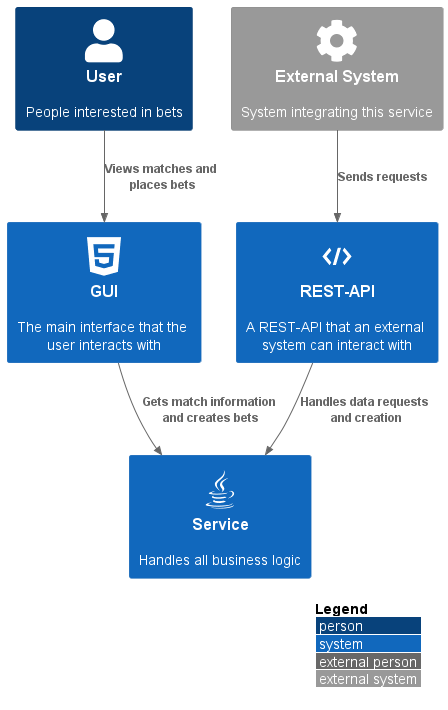 User
People interested in bets
External System
System integrating this service
Views matches and
places bets
Sends requests
GUI
The main interface that the
user interacts with
REST-API
A REST-API that an external
system can interact with
Gets match information
and creates bets
Handles data requests
and creation
Service
Handles all business logic
Legend
person
system
external person
external system